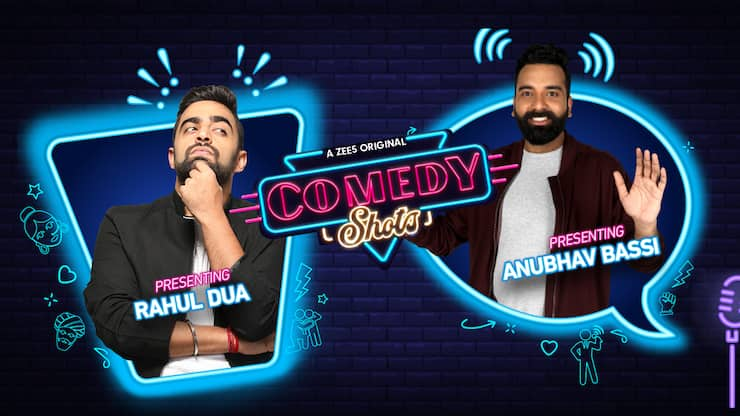 A ZEE5 ORIGINAL
COMEDY
Shots
PRESENTING
RAHUL DUA
PRESENTING
ANUBHAV BASSI